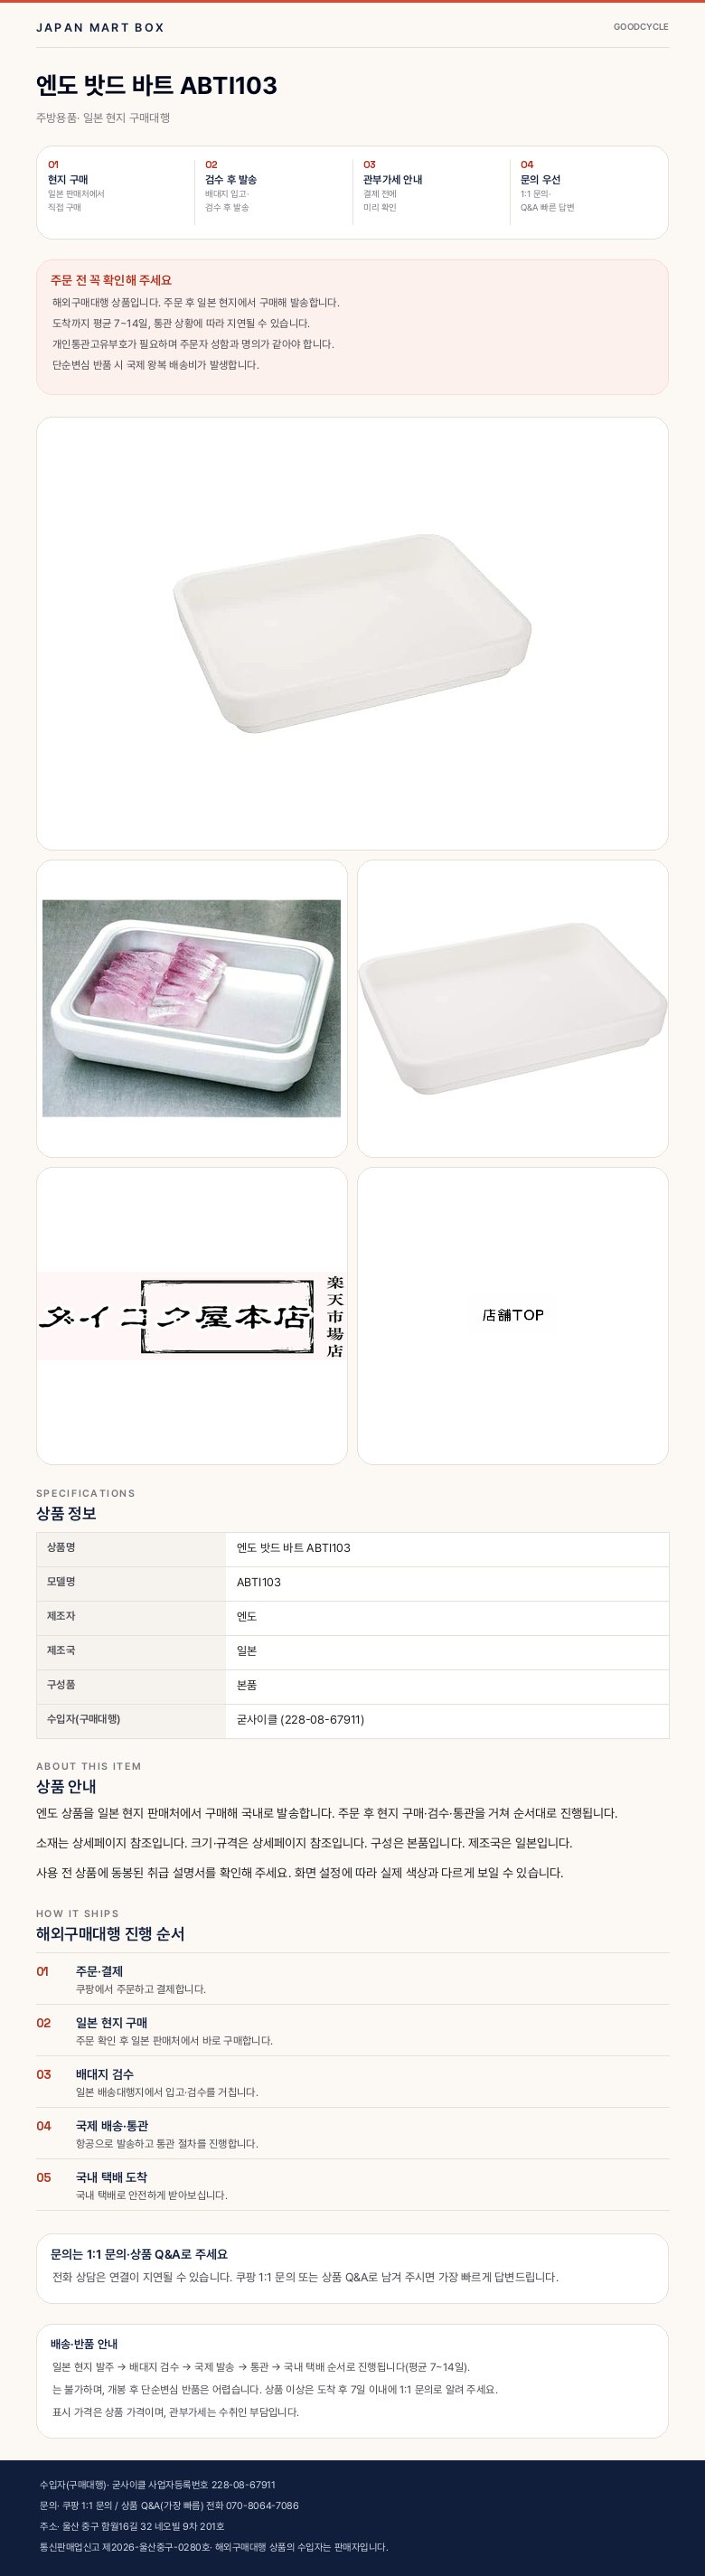 JAPAN MART BOX
GOODCYCLE
엔도 밧드 바트 ABTI103
주방용품· 일본 현지 구매대행
01
현지 구매
일본 판매처에서
직접 구매
02
검수 후 발송
배대지 입고·
검수 후 발송
03
관부가세 안내
결제 전에
미리 확인
04
문의 우선
1:1 문의·
Q&A 빠른 답변
주문 전 꼭 확인해 주세요
해외구매대행 상품입니다. 주문 후 일본 현지에서 구매해 발송합니다.
도착까지 평균 7~14일, 통관 상황에 따라 지연될 수 있습니다.
개인통관고유부호가 필요하며 주문자 성함과 명의가 같아야 합니다.
단순변심 반품 시 국제 왕복 배송비가 발생합니다.
ダイコク屋本店
楽天市場店
店舗TOP
SPECIFICATIONS
상품 정보
상품명 엔도 밧드 바트 ABTI103
모델명 ABTI103
제조자 엔도
제조국 일본
구성품 본품
수입자(구매대행) 굳사이클 (228-08-67911)
ABOUT THIS ITEM
상품 안내
엔도 상품을 일본 현지 판매처에서 구매해 국내로 발송합니다. 주문 후 현지 구매·검수·통관을 거쳐 순서대로 진행됩니다.
소재는 상세페이지 참조입니다. 크기·규격은 상세페이지 참조입니다. 구성은 본품입니다. 제조국은 일본입니다.
사용 전 상품에 동봉된 취급 설명서를 확인해 주세요. 화면 설정에 따라 실제 색상과 다르게 보일 수 있습니다.
HOW IT SHIPS
해외구매대행 진행 순서
01 주문·결제
쿠팡에서 주문하고 결제합니다.
02 일본 현지 구매
주문 확인 후 일본 판매처에서 바로 구매합니다.
03 배대지 검수
일본 배송대행지에서 입고·검수를 거칩니다.
04 국제 배송·통관
항공으로 발송하고 통관 절차를 진행합니다.
05 국내 택배 도착
국내 택배로 안전하게 받아보십니다.
문의는 1:1 문의·상품 Q&A로 주세요
전화 상담은 연결이 지연될 수 있습니다. 쿠팡 1:1 문의 또는 상품 Q&A로 남겨 주시면 가장 빠르게 답변드립니다.
배송·반품 안내
일본 현지 발주 → 배대지 검수 → 국제 발송 → 통관 → 국내 택배 순서로 진행됩니다(평균 7~14일).
는 불가하며, 개봉 후 단순변심 반품은 어렵습니다. 상품 이상은 도착 후 7일 이내에 1:1 문의로 알려 주세요.
표시 가격은 상품 가격이며, 관부가세는 수취인 부담입니다.
수입자(구매대행)· 굳사이클 사업자등록번호 228-08-67911
문의· 쿠팡 1:1 문의 / 상품 Q&A(가장 빠름) 전화 070-8064-7086
주소· 울산 중구 함월16길 32 네오빌 9차 201호
통신판매업신고 제2026-울산중구-0280호· 해외구매대행 상품의 수입자는 판매자입니다.